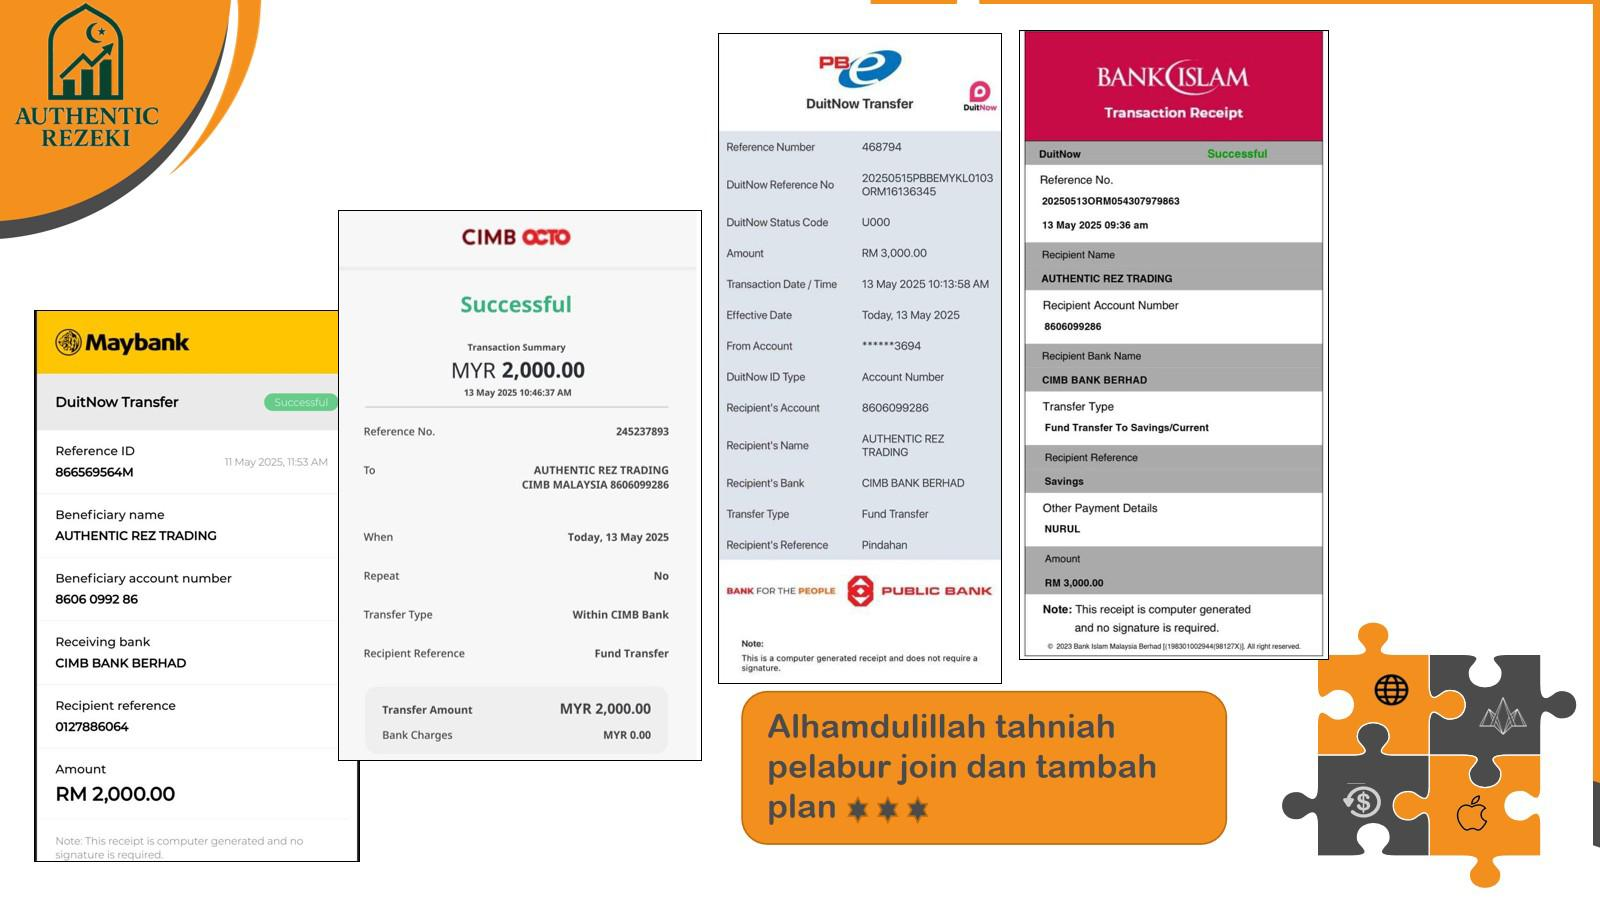 AUTHENTIC
REZEKI
Maybank
DuitNow Transfer
Successful
Reference ID
866569564M
11 May 2025, 11:53 AM
Beneficiary name
AUTHENTIC REZ TRADING
Beneficiary account number
8606 0992 86
Receiving bank
CIMB BANK BERHAD
Recipient reference
0127886064
Amount
RM 2,000.00
Note: This receipt is computer generated and no
signature is required.
CIMB OCTO
Successful
Transaction Summary
MYR 2,000.00
13 May 2025 10:46:37 AM
Reference No. 245237893
To AUTHENTIC REZ TRADING
CIMB MALAYSIA 8606099286
When Today, 13 May 2025
Repeat No
Transfer Type Within CIMB Bank
Recipient Reference Fund Transfer
Transfer Amount MYR 2,000.00
Bank Charges MYR 0.00
PBe
DuitNow Transfer
DuitNow
Reference Number 468794
DuitNow Reference No 20250515PBBEMYKL0103
ORM16136345
DuitNow Status Code U000
Amount RM 3,000.00
Transaction Date / Time 13 May 2025 10:13:58 AM
Effective Date Today, 13 May 2025
From Account ******3694
DuitNow ID Type Account Number
Recipient's Account 8606099286
Recipient's Name AUTHENTIC REZ
TRADING
Recipient's Bank CIMB BANK BERHAD
Transfer Type Fund Transfer
Recipient's Reference Pindahan
BANK FOR THE PEOPLE PUBLIC BANK
Note:
This is a computer generated receipt and does not require a
signature.
BANK ISLAM
Transaction Receipt
DuitNow Successful
Reference No.
20250513ORM054307979863
13 May 2025 09:36 am
Recipient Name
AUTHENTIC REZ TRADING
Recipient Account Number
8606099286
Recipient Bank Name
CIMB BANK BERHAD
Transfer Type
Fund Transfer To Savings/Current
Recipient Reference
Savings
Other Payment Details
NURUL
Amount
RM 3,000.00
Note: This receipt is computer generated
and no signature is required.
© 2023 Bank Islam Malaysia Berhad [(198301002944(98127X)]. All right reserved.
Alhamdulillah tahniah
pelabur join dan tambah
plan ✶ ✶ ✶